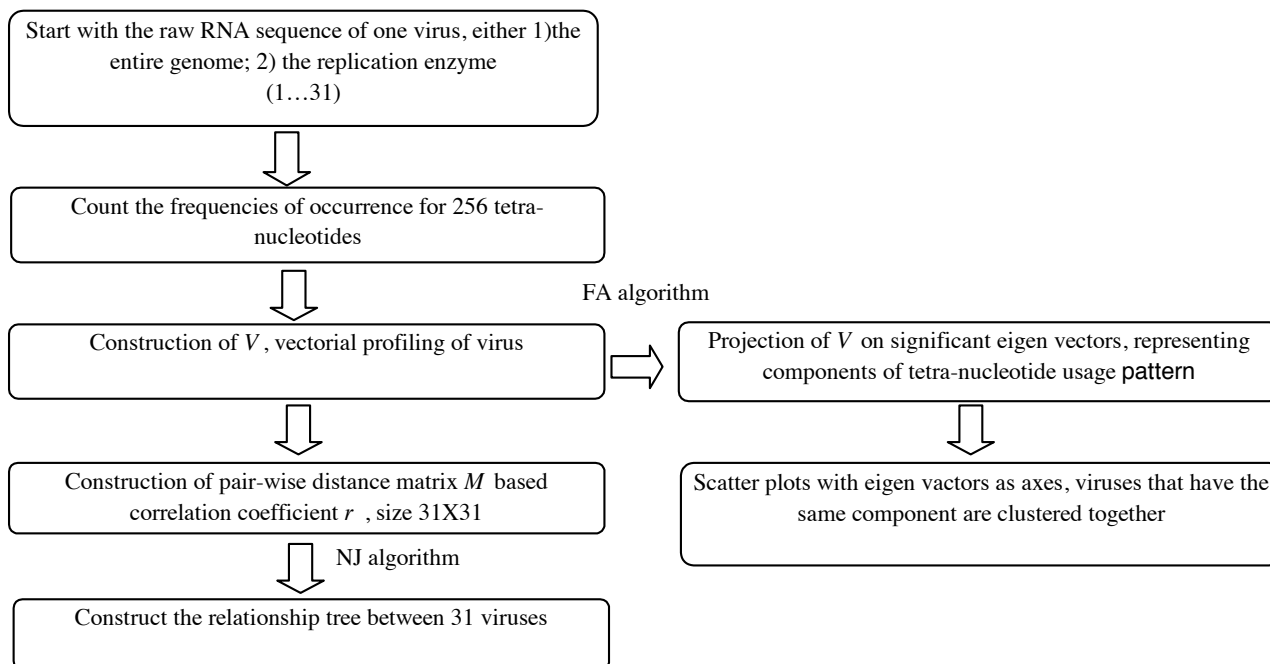 Start with the raw RNA sequence of one virus, either 1)the
entire genome; 2) the replication enzyme
(1…31)
Count the frequencies of occurrence for 256 tetra-
nucleotides
FA algorithm
Construction of V , vectorial profiling of virus
Projection of V on significant eigen vectors, representing
components of tetra-nucleotide usage pattern
Construction of pair-wise distance matrix M based
correlation coefficient r , size 31X31
Scatter plots with eigen vactors as axes, viruses that have the
same component are clustered together
NJ algorithm
Construct the relationship tree between 31 viruses